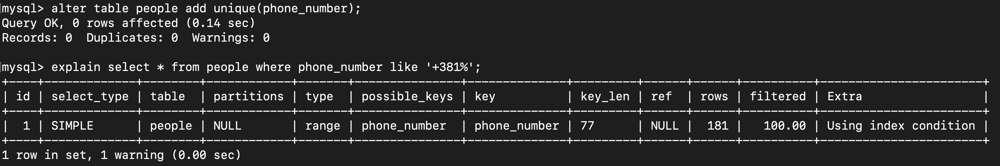 mysql> alter table people add unique(phone_number);
Query OK, 0 rows affected (0.14 sec)
Records: 0  Duplicates: 0  Warnings: 0

mysql> explain select * from people where phone_number like '+381%';
+----+-------------+--------+------------+-------+---------------+--------------+---------+------+------+----------+-----------------------+
| id | select_type | table  | partitions | type  | possible_keys | key          | key_len | ref  | rows | filtered | Extra                 |
+----+-------------+--------+------------+-------+---------------+--------------+---------+------+------+----------+-----------------------+
|  1 | SIMPLE      | people | NULL       | range | phone_number  | phone_number | 77      | NULL |  181 |   100.00 | Using index condition |
+----+-------------+--------+------------+-------+---------------+--------------+---------+------+------+----------+-----------------------+
1 row in set, 1 warning (0.00 sec)